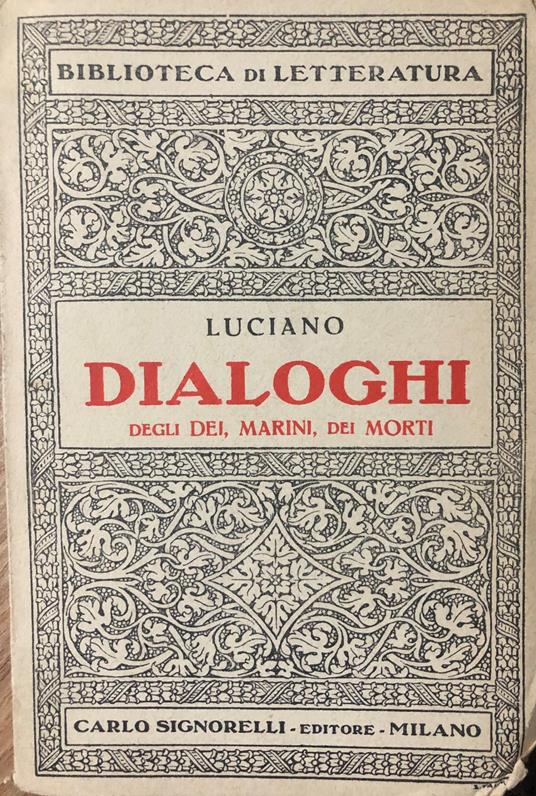 BIBLIOTECA DI LETTERATURA
LUCIANO
DIALOGHI
DEGLI DEI, MARINI, DEI MORTI
CARLO SIGNORELLI - EDITORE - MILANO